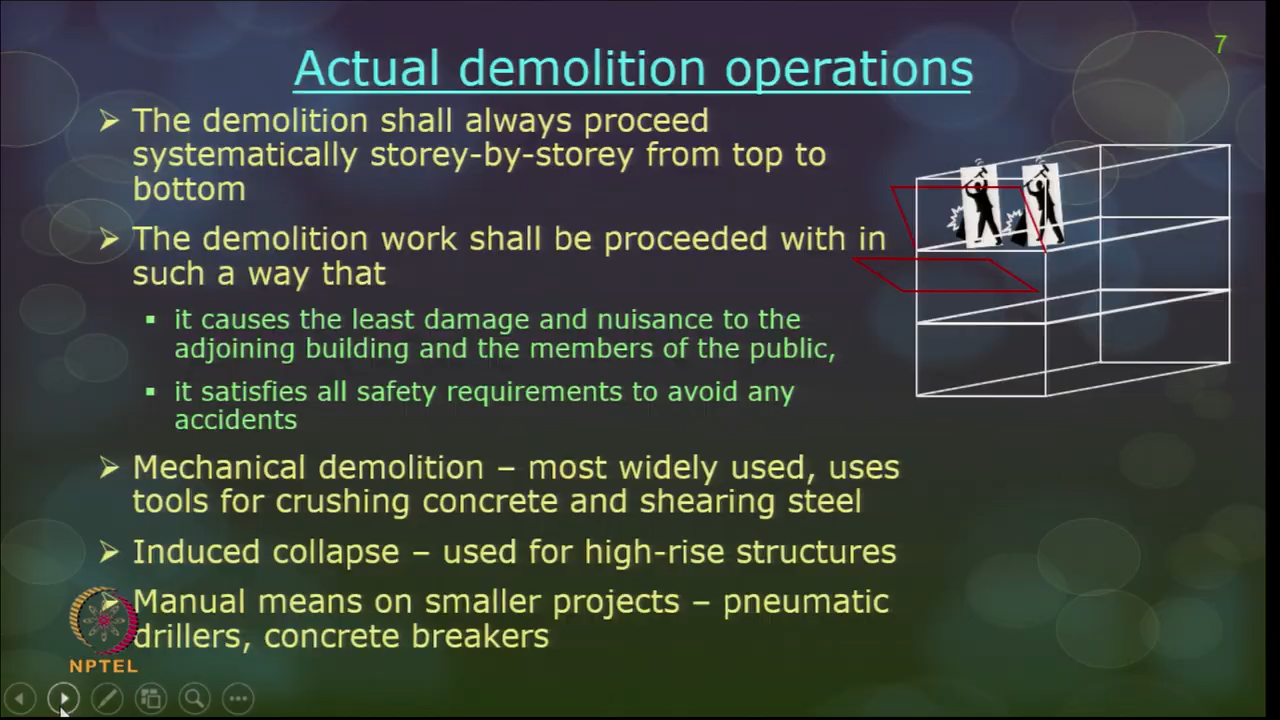 7
Actual demolition operations
The demolition shall always proceed
systematically storey-by-storey from top to
bottom
The demolition work shall be proceeded with in
such a way that
it causes the least damage and nuisance to the
adjoining building and the members of the public,
it satisfies all safety requirements to avoid any
accidents
Mechanical demolition – most widely used, uses
tools for crushing concrete and shearing steel
Induced collapse – used for high-rise structures
Manual means on smaller projects – pneumatic
drillers, concrete breakers
NPTEL